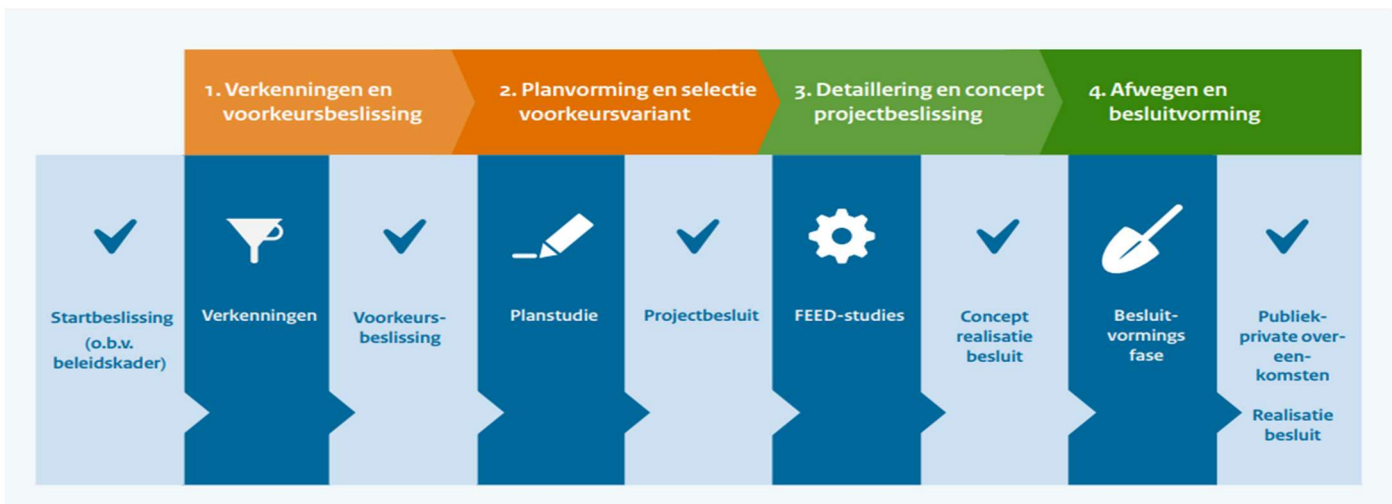 1. Verkenningen en
voorkeursbeslissing
2. Planvorming en selectie
voorkeursvariant
3. Detaillering en concept
projectbeslissing
4. Afwegen en
besluitvorming
Startbeslissing
(o.b.v.
beleidskader)
Verkenningen
Voorkeurs-
beslissing
Planstudie
Projectbesluit
FEED-studies
Concept
realisatie
besluit
Besluit-
vormings
fase
Publiek-
private over-
een-
komsten
Realisatie
besluit